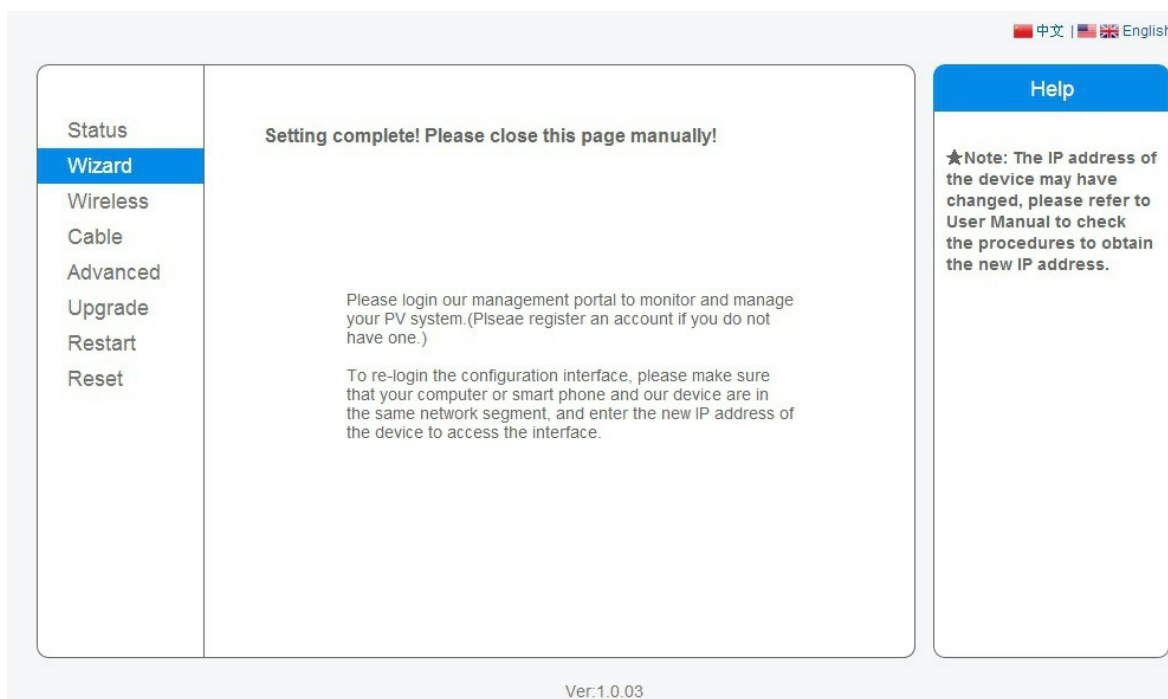 中文 | English
Status
Wizard
Wireless
Cable
Advanced
Upgrade
Restart
Reset
Setting complete! Please close this page manually!
Please login our management portal to monitor and manage
your PV system.(Plseae register an account if you do not
have one.)
To re-login the configuration interface, please make sure
that your computer or smart phone and our device are in
the same network segment, and enter the new IP address of
the device to access the interface.
Help
★Note: The IP address of
the device may have
changed, please refer to
User Manual to check
the procedures to obtain
the new IP address.
Ver:1.0.03